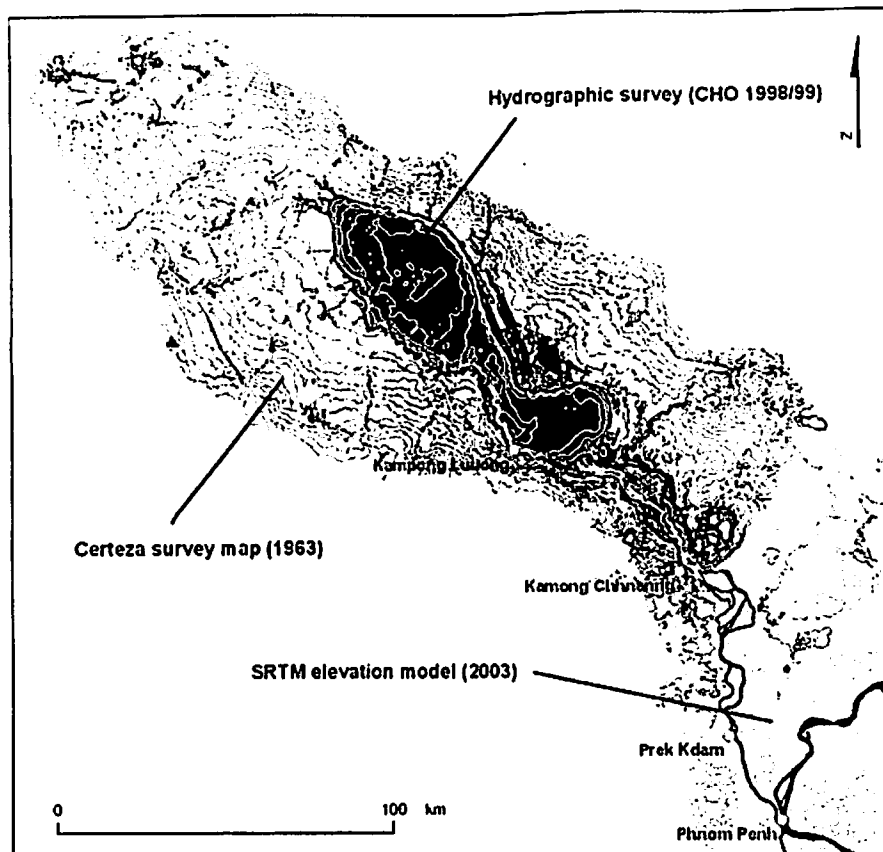 Hydrographic survey (CHO 1998/99)
z
Kampong
Certeza survey map (1963)
Kamong
SRTM elevation model (2003)
Prek Kdam
0 100 km
Phnom Penh